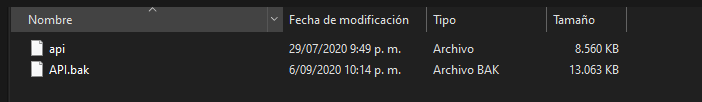 Nombre Fecha de modificación Tipo Tamaño
api 29/07/2020 9:49 p. m. Archivo 8.560 KB
API.bak 6/09/2020 10:14 p. m. Archivo BAK 13.063 KB